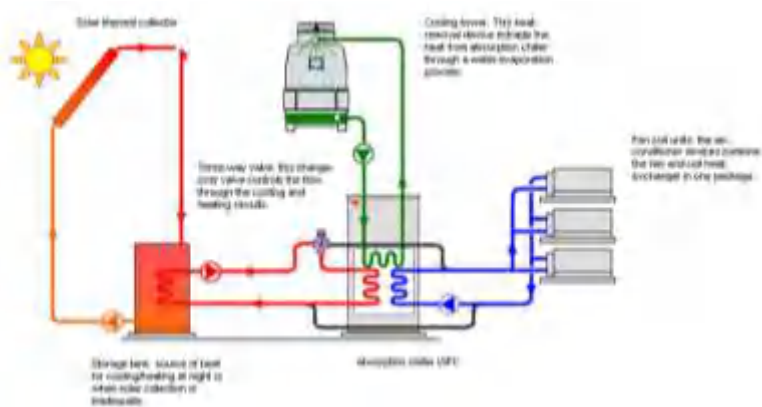 Solar thermal collector
Cooling tower: This heat
removal device extracts the
heat from absorption chiller
through a water evaporation
process.
Fan coil units: the air-
conditioner devices combine
the fan and coil heat
exchanger in one package.
Three-way valve: this change-
over valve controls the flow
through the cooling and
heating circuits.
Storage tank: source of heat
for cooling/heating at night or
when solar collection is
inadequate.
absorption chiller